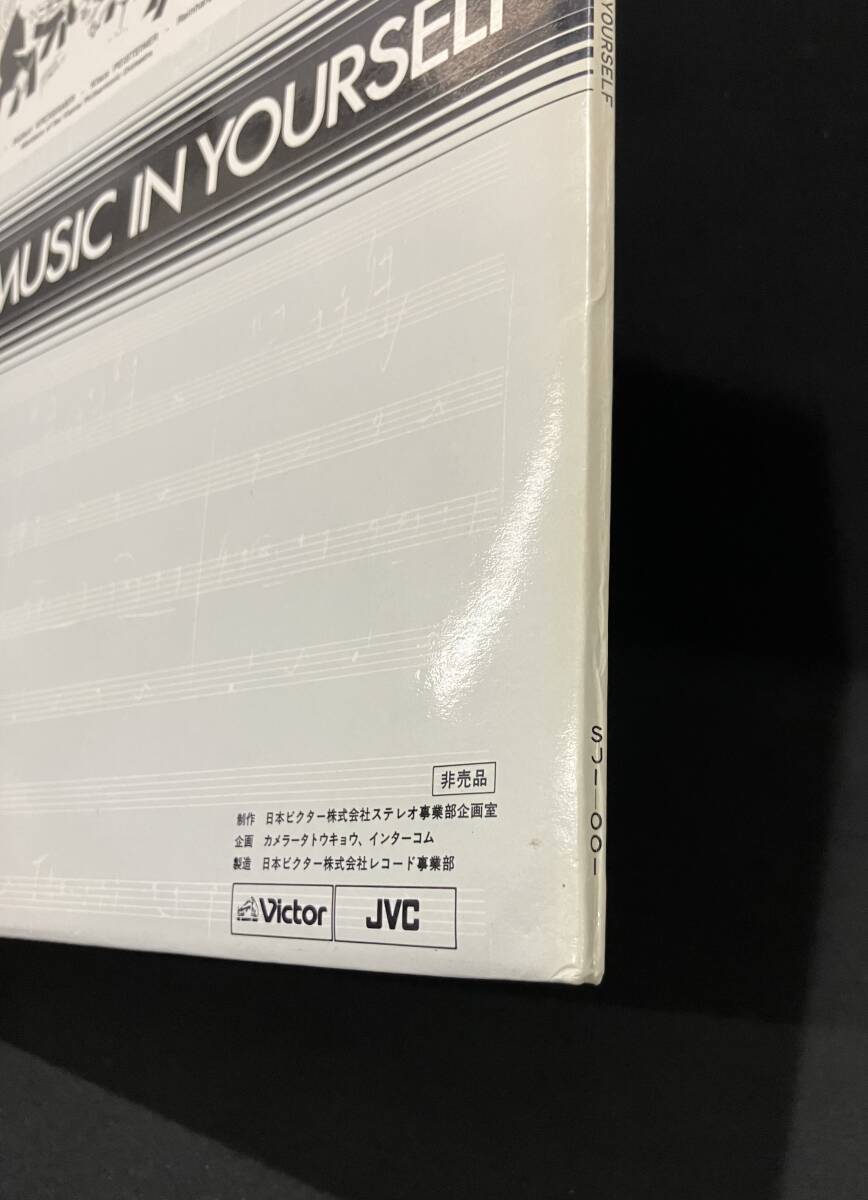 MUSIC IN YOURSELF
YOURSELF
非売品
制作 日本ビクター株式会社ステレオ事業部企画室
企画 カメラータトウキョウ、インターコム
製造 日本ビクター株式会社レコード事業部
Victor
JVC
SJI-001